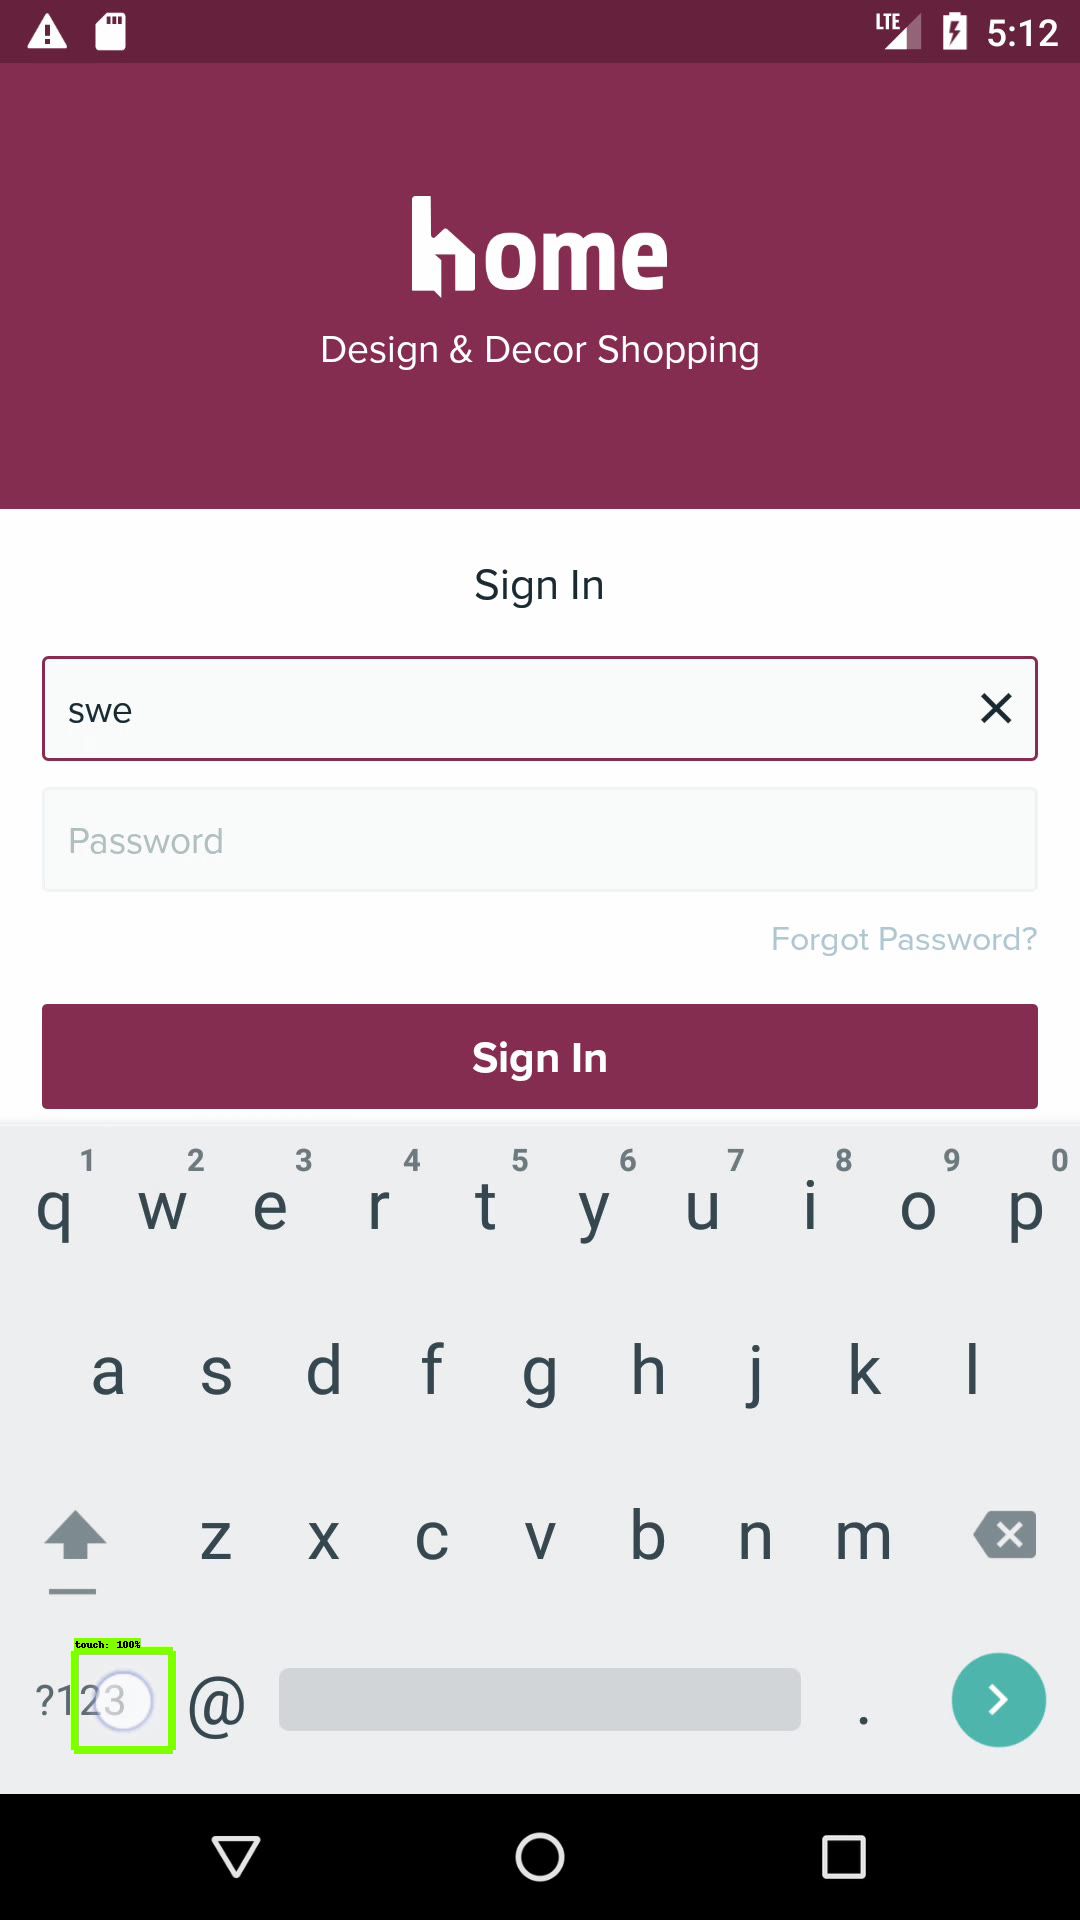 LTE 5:12
home
Design & Decor Shopping
Sign In
swe
Password
Forgot Password?
Sign In
1 2 3 4 5 6 7 8 9 0
q w e r t y u i o p
a s d f g h j k l
z x c v b n m
touch: 100%
?123 @ .